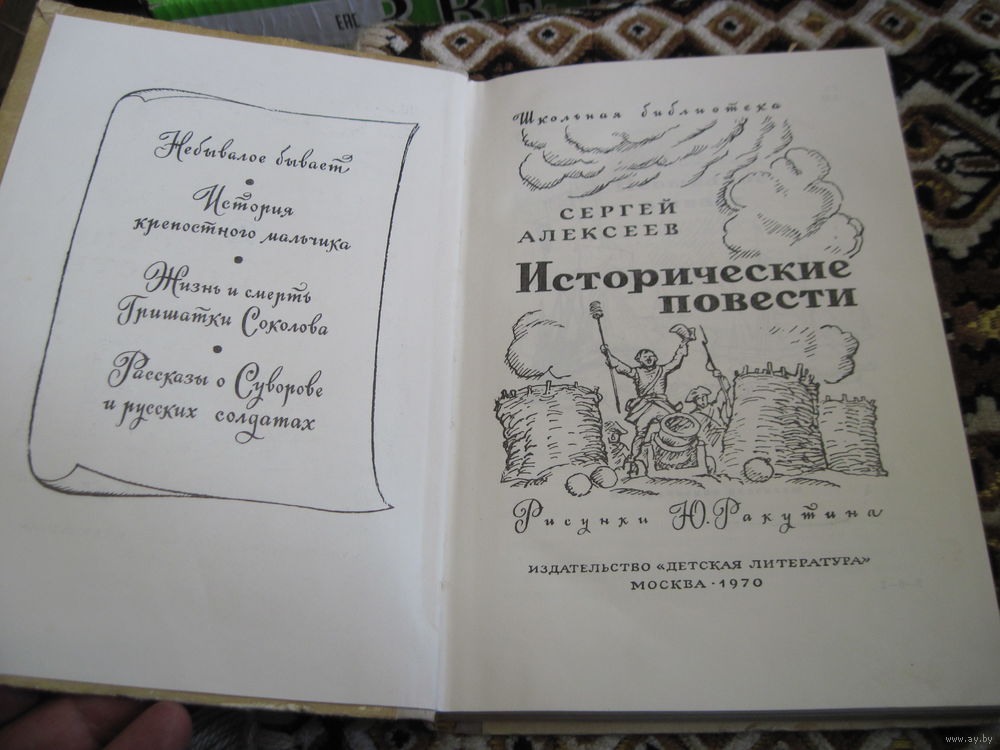 ЕАС
Небывалое бывает
История
крепостного мальчика
Жизнь и смерть
Гришатки Соколова
Рассказы о Суворове
и русских солдатах
Школьная библиотека
СЕРГЕЙ
АЛЕКСЕЕВ
Исторические
повести
Рисунки Ю. Ракутина
ИЗДАТЕЛЬСТВО «ДЕТСКАЯ ЛИТЕРАТУРА»
МОСКВА · 1970
www.ay.by